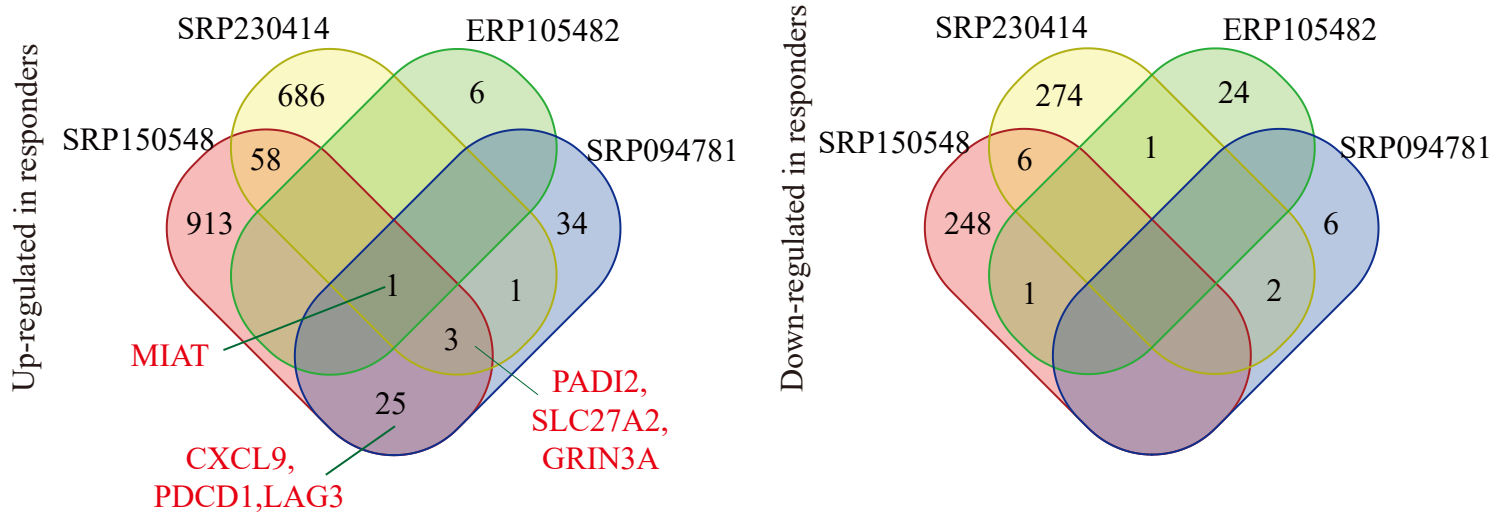 Up-regulated in responders
SRP230414
ERP105482
SRP150548
SRP094781
686
6
58
913
34
1
1
3
25
MIAT
PADI2,
SLC27A2,
GRIN3A
CXCL9,
PDCD1,LAG3
Down-regulated in responders
SRP230414
ERP105482
SRP150548
SRP094781
274
24
1
6
248
6
1
2